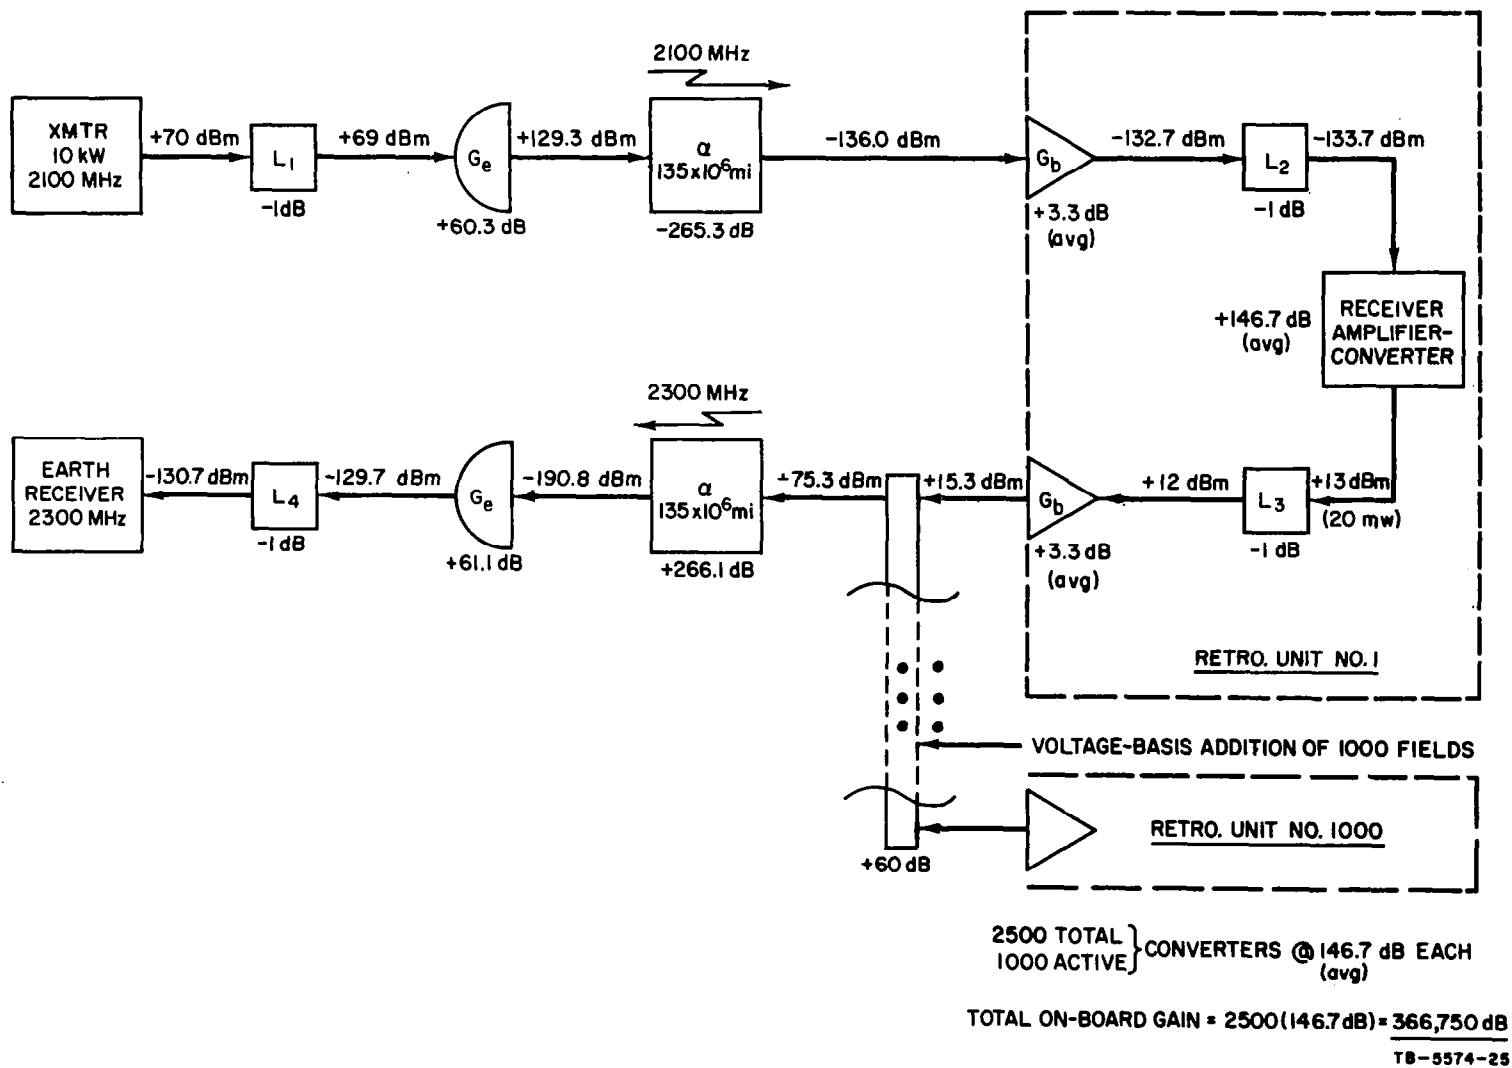 2100 MHz
XMTR
10 kW
2100 MHz
+70 dBm
L1
-1dB
+69 dBm
Ge
+60.3 dB
+129.3 dBm
α
135x10⁶mi
-265.3 dB
-136.0 dBm
Gb
+3.3 dB
(avg)
-132.7 dBm
L2
-1 dB
-133.7 dBm
+146.7 dB
(avg)
RECEIVER
AMPLIFIER-
CONVERTER
2300 MHz
EARTH
RECEIVER
2300 MHz
-130.7 dBm
L4
-1 dB
-129.7 dBm
Ge
+61.1 dB
-190.8 dBm
α
135x10⁶mi
+266.1 dB
+75.3 dBm
+15.3 dBm
Gb
+3.3 dB
(avg)
+12 dBm
L3
-1 dB
+13 dBm
(20 mw)
RETRO. UNIT NO. 1
VOLTAGE-BASIS ADDITION OF 1000 FIELDS
RETRO. UNIT NO. 1000
+60 dB
2500 TOTAL
1000 ACTIVE
} CONVERTERS @ 146.7 dB EACH
(avg)
TOTAL ON-BOARD GAIN = 2500 (146.7 dB) = 366,750 dB
TB-5574-25